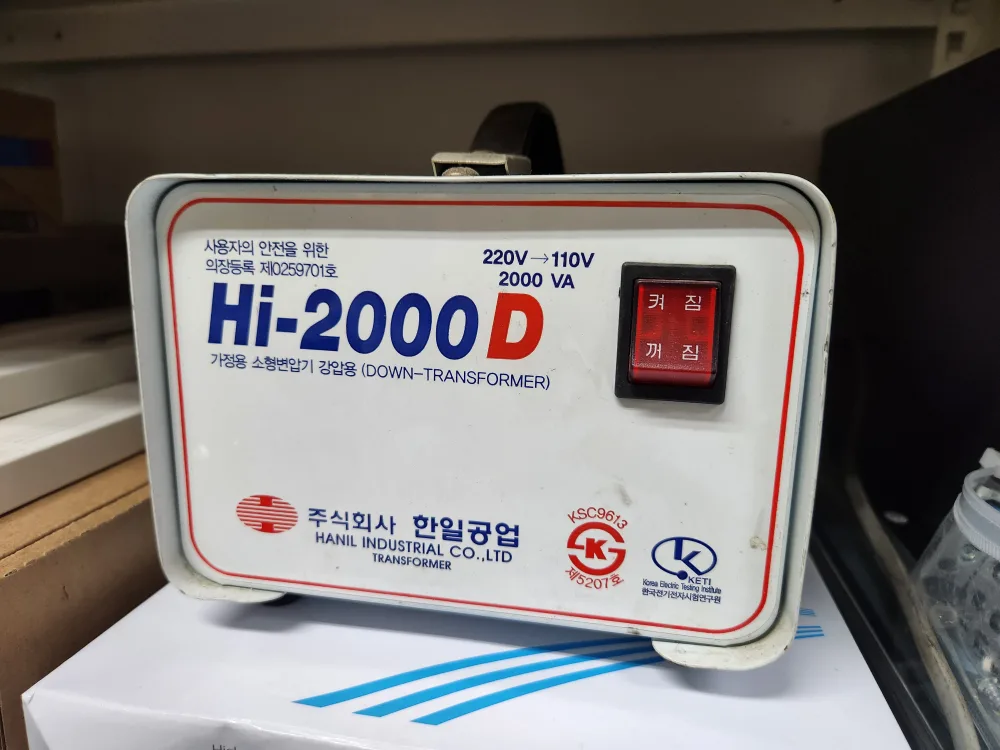 사용자의 안전을 위한
의장등록 제0259701호
220V→110V
2000 VA
Hi-2000D
가정용 소형변압기 강압용 (DOWN-TRANSFORMER)
켜 짐
꺼 짐
주식회사 한일공업
HANIL INDUSTRIAL CO.,LTD
TRANSFORMER
KSC9613
K
제5207호
K
KETI
Korea Electric Testing Institute
한국전기전자시험연구원